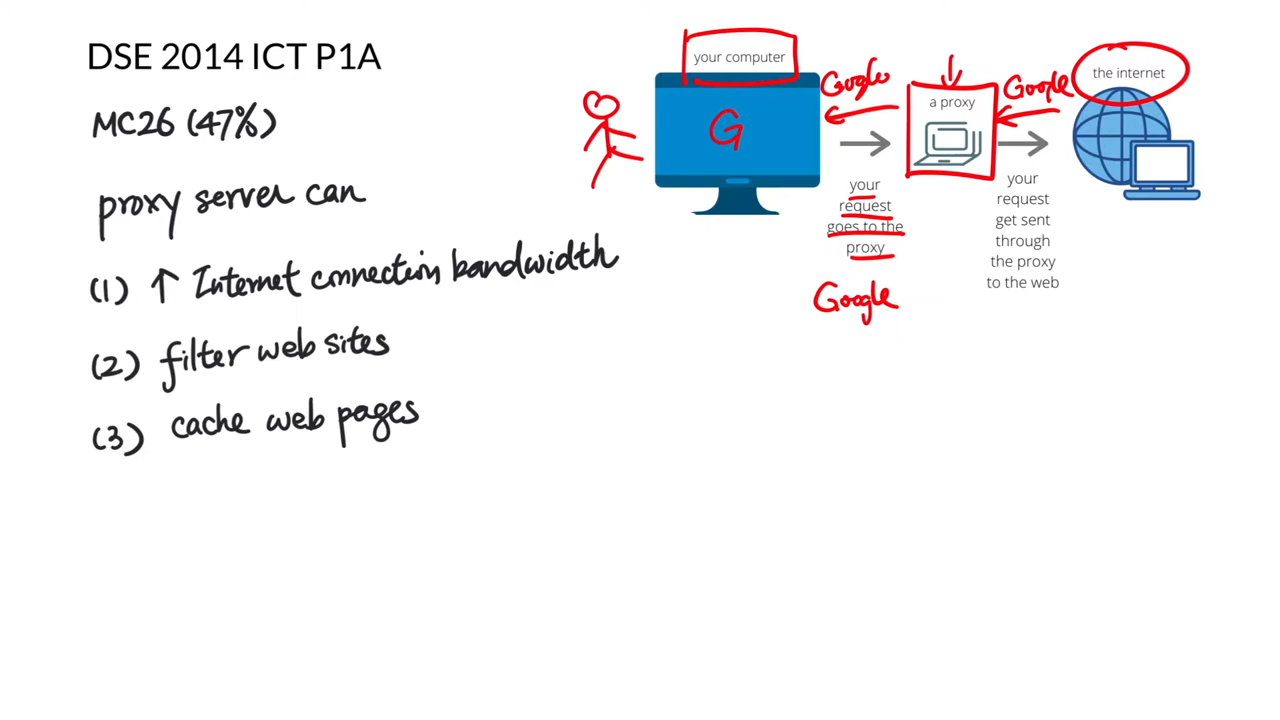 DSE 2014 ICT P1A
MC26 (47%)
proxy server can
(1) ↑ Internet connection bandwidth
(2) filter web sites
(3) cache web pages
your computer
G
Google
a proxy
Google
the internet
your
request
goes to the
proxy
Google
your
request
get sent
through
the proxy
to the web